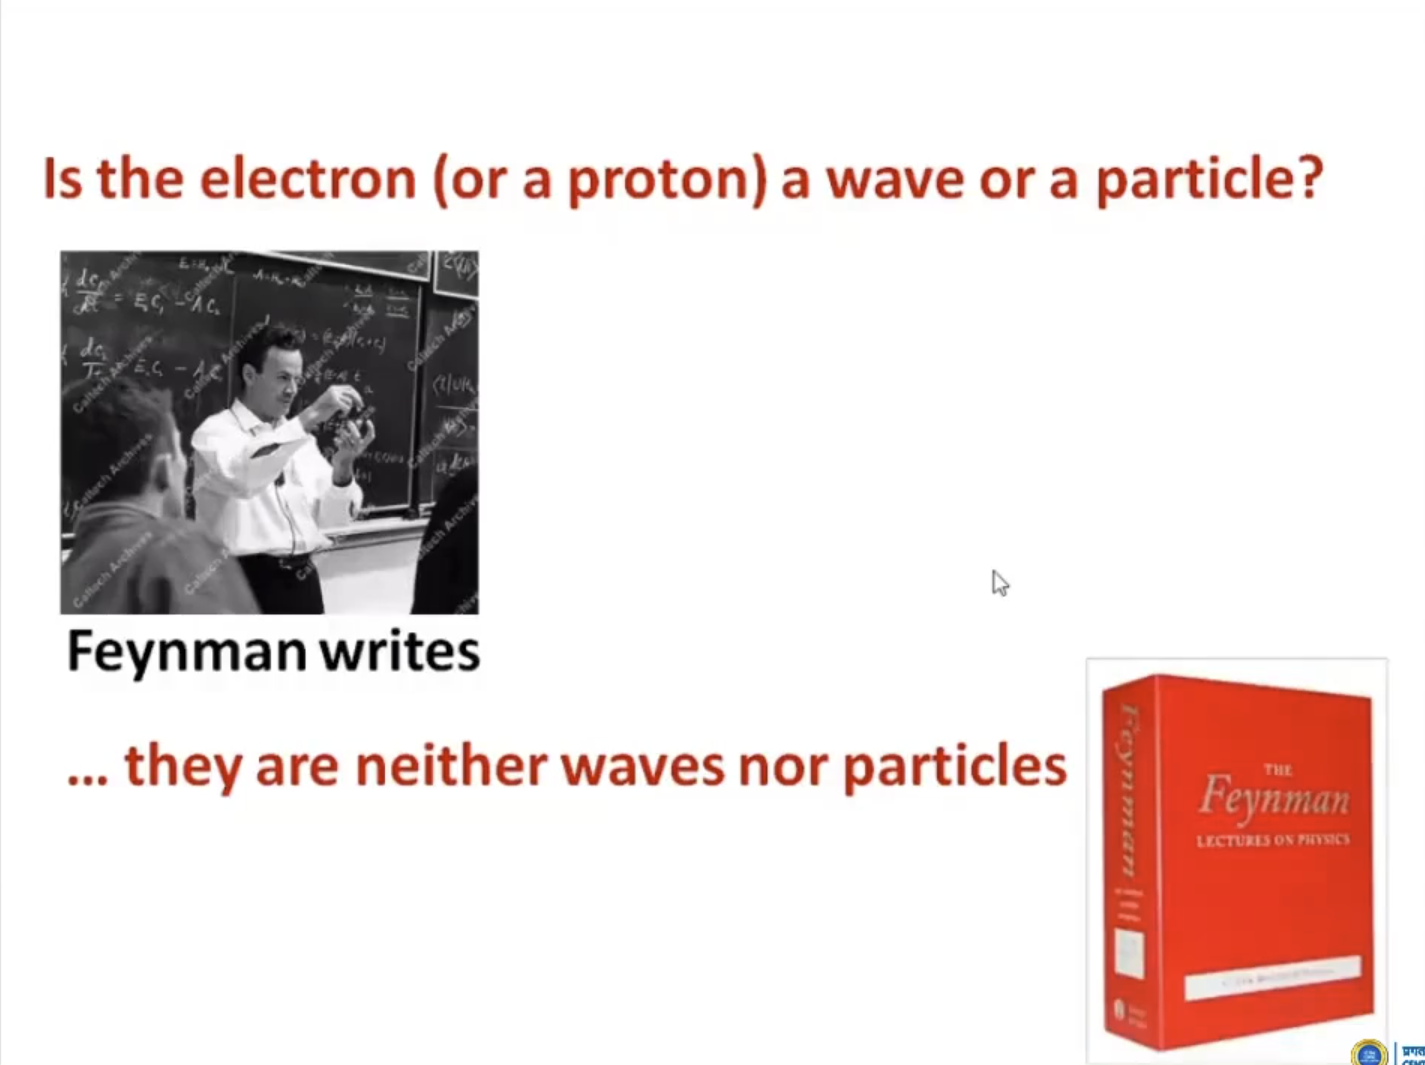 Is the electron (or a proton) a wave or a particle?
Caltech Archives
Feynman writes
... they are neither waves nor particles
Feynman
THE
Feynman
LECTURES ON PHYSICS